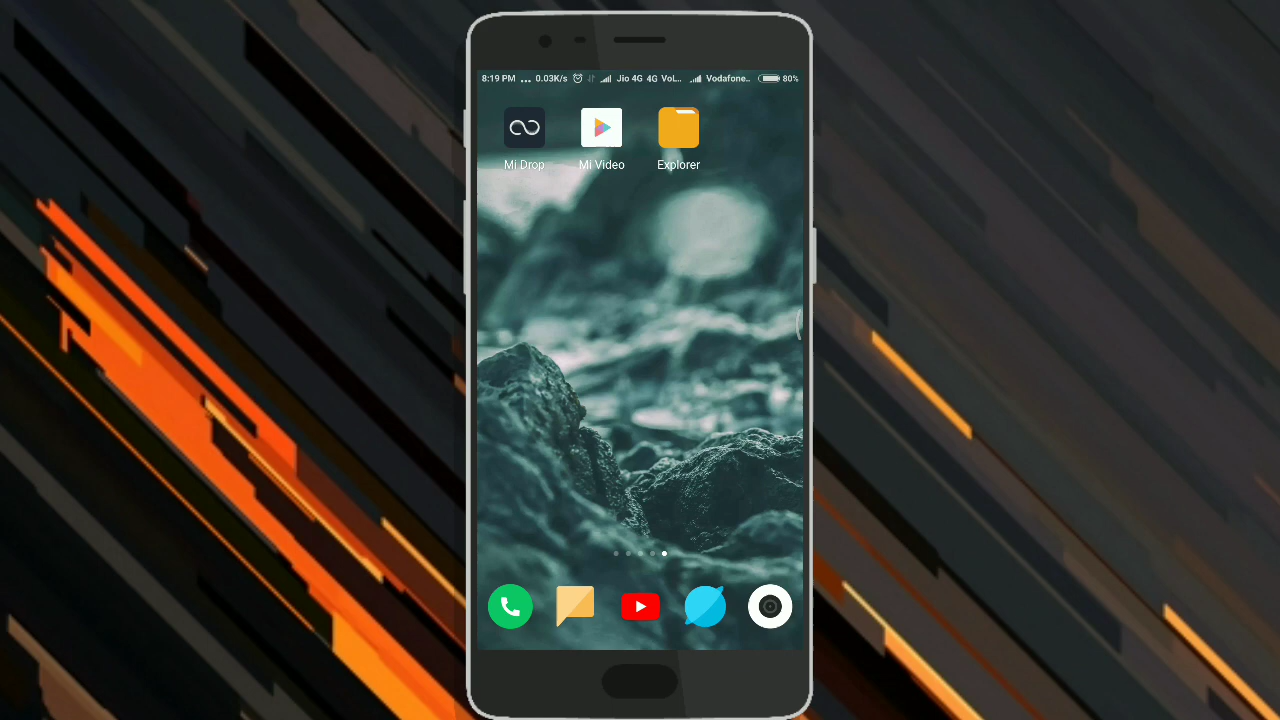 8:19 PM ... 0.03K/s Jio 4G 4G VoL... Vodafone.. 80%
Mi Drop Mi Video Explorer